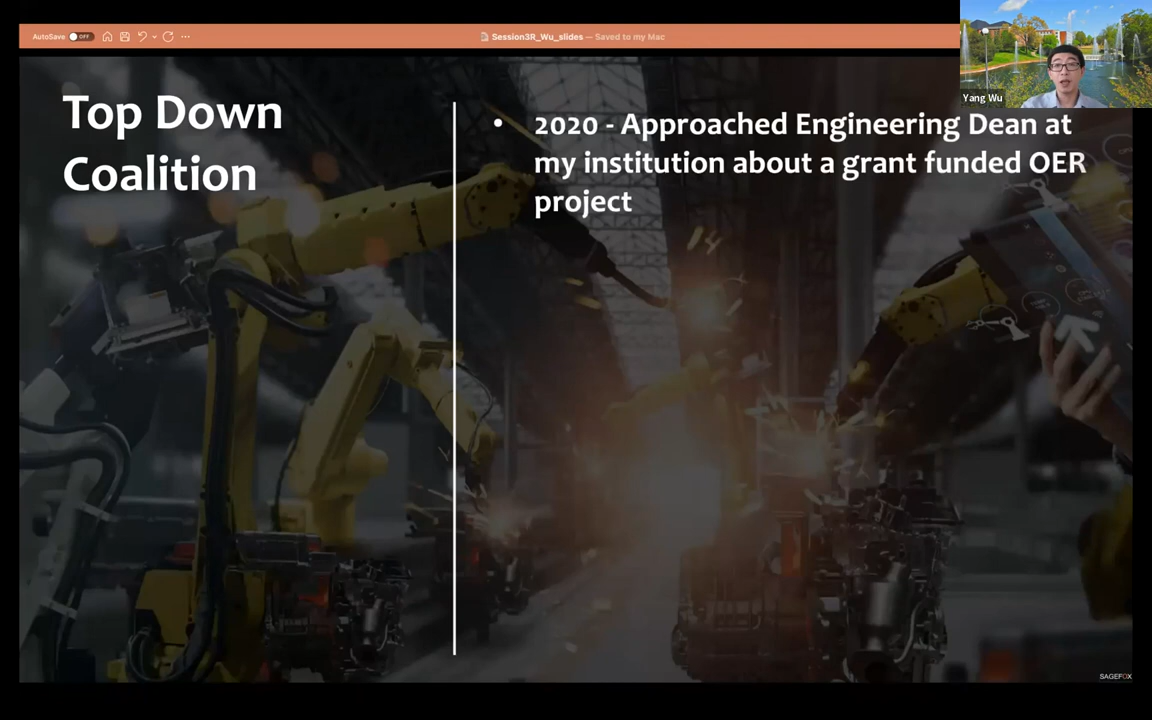 AutoSave OFF
Session3R_Wu_slides — Saved to my Mac
Yang Wu
Top Down
Coalition
• 2020 - Approached Engineering Dean at
my institution about a grant funded OER
project
SAGEFOX